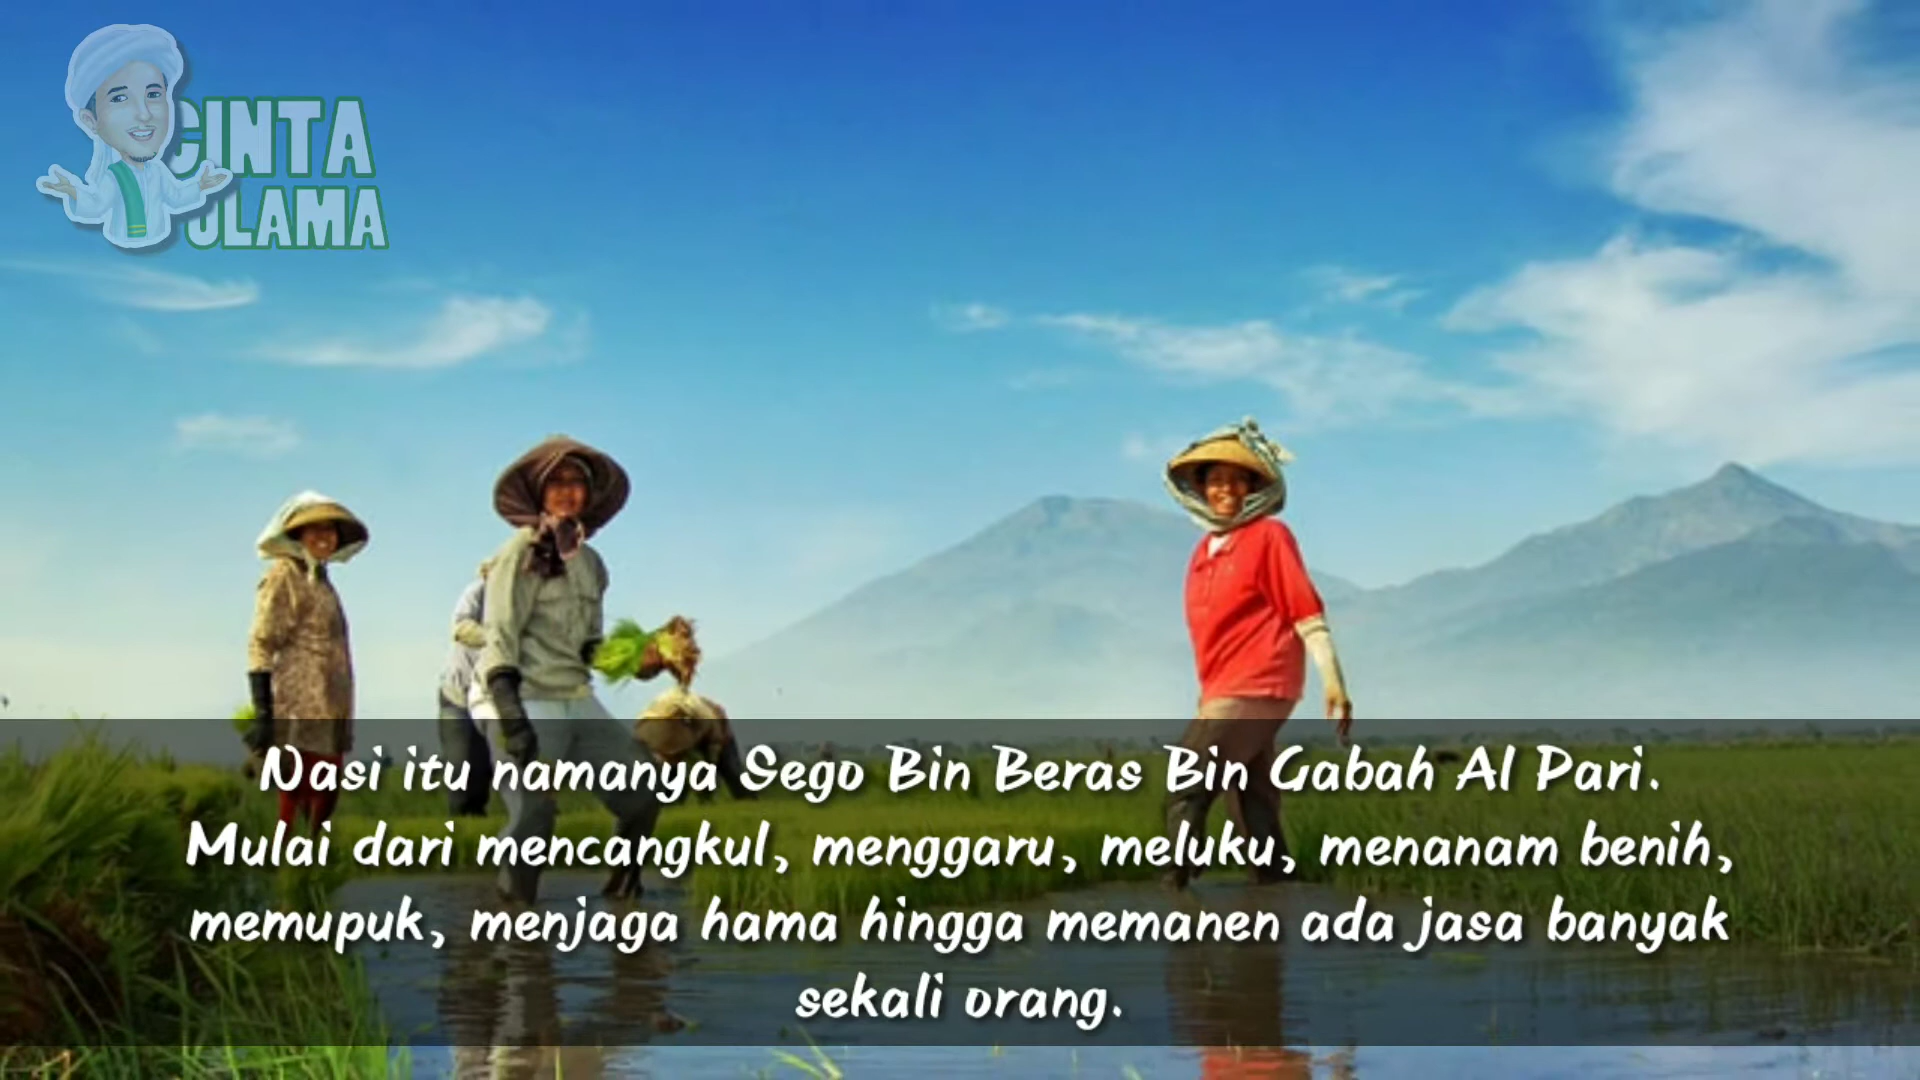 CINTA
ULAMA
Nasi itu namanya Sego Bin Beras Bin Gabah Al Pari.
Mulai dari mencangkul, menggaru, meluku, menanam benih,
memupuk, menjaga hama hingga memanen ada jasa banyak
sekali orang.